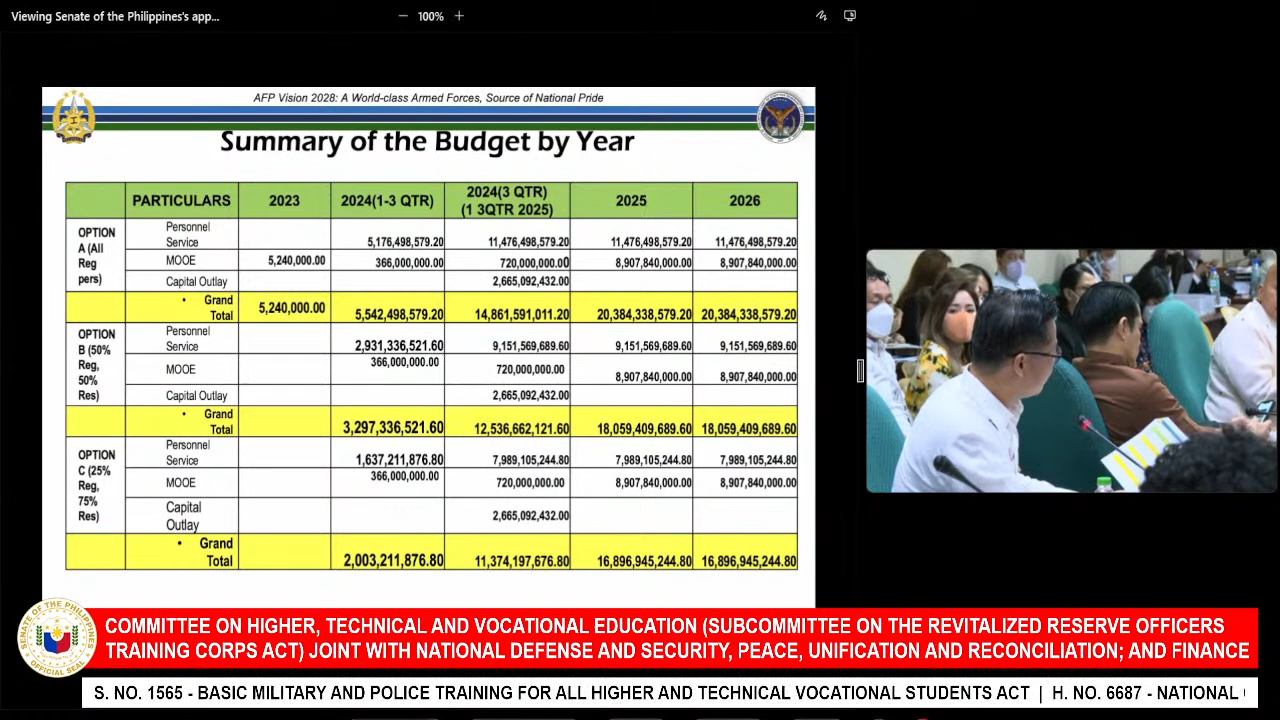 Viewing Senate of the Philippines's app...
100%
AFP Vision 2028: A World-class Armed Forces, Source of National Pride
Summary of the Budget by Year
PARTICULARS 2023 2024(1-3 QTR) 2024(3 QTR) (1 3QTR 2025) 2025 2026
OPTION A (All Reg pers) Personnel Service 5,176,498,579.20 11,476,498,579.20 11,476,498,579.20 11,476,498,579.20
MOOE 5,240,000.00 366,000,000.00 720,000,000.00 8,907,840,000.00 8,907,840,000.00
Capital Outlay 2,665,092,432.00
• Grand Total 5,240,000.00 5,542,498,579.20 14,861,591,011.20 20,384,338,579.20 20,384,338,579.20
OPTION B (50% Reg, 50% Res) Personnel Service 2,931,336,521.60 9,151,569,689.60 9,151,569,689.60 9,151,569,689.60
MOOE 366,000,000.00 720,000,000.00 8,907,840,000.00 8,907,840,000.00
Capital Outlay 2,665,092,432.00
• Grand Total 3,297,336,521.60 12,536,662,121.60 18,059,409,689.60 18,059,409,689.60
OPTION C (25% Reg, 75% Res) Personnel Service 1,637,211,876.80 7,989,105,244.80 7,989,105,244.80 7,989,105,244.80
MOOE 366,000,000.00 720,000,000.00 8,907,840,000.00 8,907,840,000.00
Capital Outlay 2,665,092,432.00
• Grand Total 2,003,211,876.80 11,374,197,676.80 16,896,945,244.80 16,896,945,244.80
SENATE OF THE PHILIPPINES
OFFICIAL SEAL
COMMITTEE ON HIGHER, TECHNICAL AND VOCATIONAL EDUCATION (SUBCOMMITTEE ON THE REVITALIZED RESERVE OFFICERS
TRAINING CORPS ACT) JOINT WITH NATIONAL DEFENSE AND SECURITY, PEACE, UNIFICATION AND RECONCILIATION; AND FINANCE
S. NO. 1565 - BASIC MILITARY AND POLICE TRAINING FOR ALL HIGHER AND TECHNICAL VOCATIONAL STUDENTS ACT | H. NO. 6687 - NATIONAL